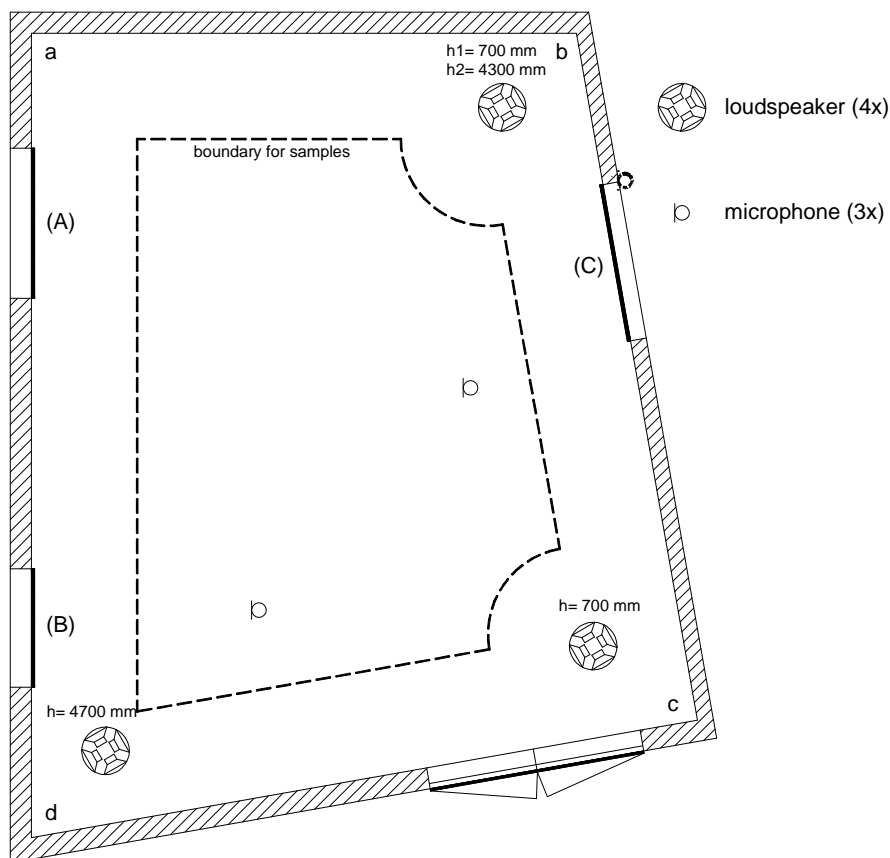 a
b
h1= 700 mm
h2= 4300 mm
loudspeaker (4x)
boundary for samples
microphone (3x)
(A)
(C)
h= 700 mm
(B)
c
h= 4700 mm
d